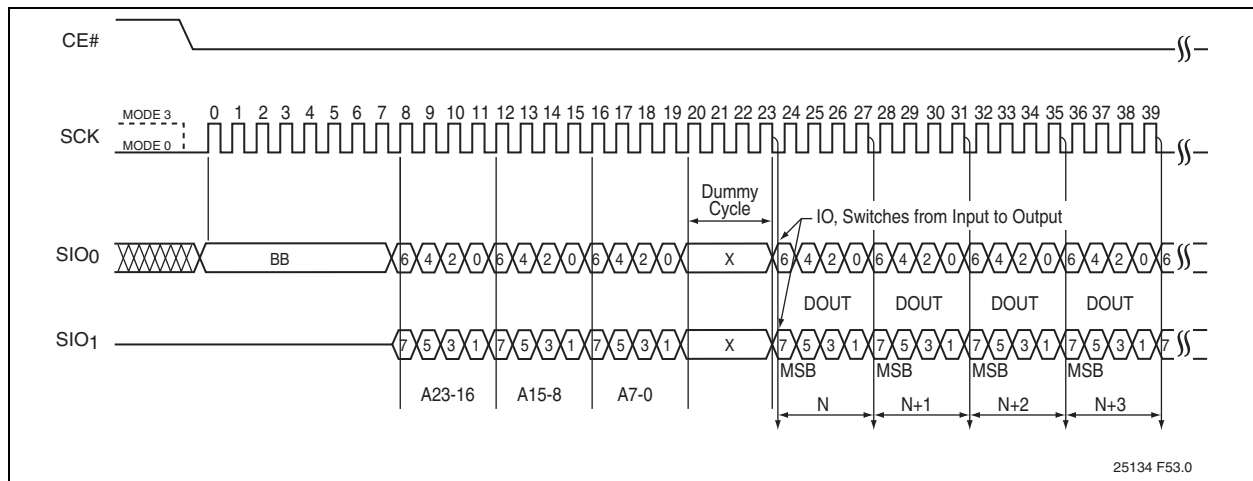 CE#
MODE 3
0 1 2 3 4 5 6 7 8 9 10 11 12 13 14 15 16 17 18 19 20 21 22 23 24 25 26 27 28 29 30 31 32 33 34 35 36 37 38 39
SCK
MODE 0
Dummy
Cycle
IO, Switches from Input to Output
SIO0 BB 6 4 2 0 6 4 2 0 6 4 2 0 X 6 4 2 0 6 4 2 0 6 4 2 0 6 4 2 0 6
DOUT DOUT DOUT DOUT
SIO1 7 5 3 1 7 5 3 1 7 5 3 1 X 7 5 3 1 7 5 3 1 7 5 3 1 7 5 3 1 7
MSB MSB MSB MSB
A23-16 A15-8 A7-0
N N+1 N+2 N+3
25134 F53.0